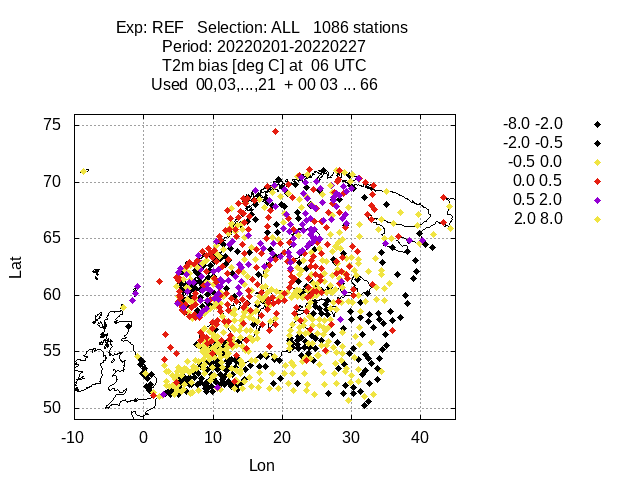 Exp: REF Selection: ALL 1086 stations
Period: 20220201-20220227
T2m bias [deg C] at 06 UTC
Used 00,03,...,21 + 00 03 ... 66
75
70
65
60
55
50
-10 0 10 20 30 40
Lat
Lon
-8.0 -2.0
-2.0 -0.5
-0.5 0.0
0.0 0.5
0.5 2.0
2.0 8.0